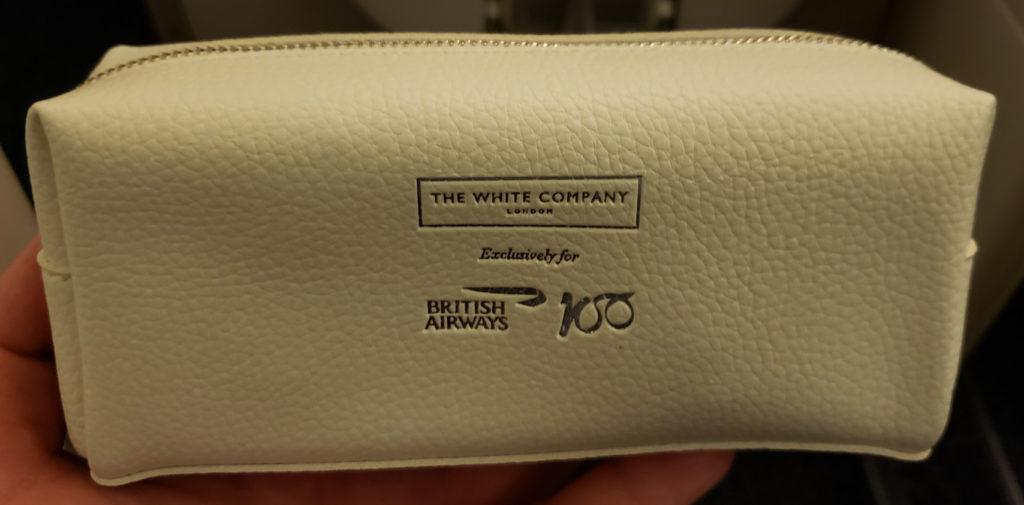 THE WHITE COMPANY
LONDON
Exclusively for
BRITISH
AIRWAYS
100